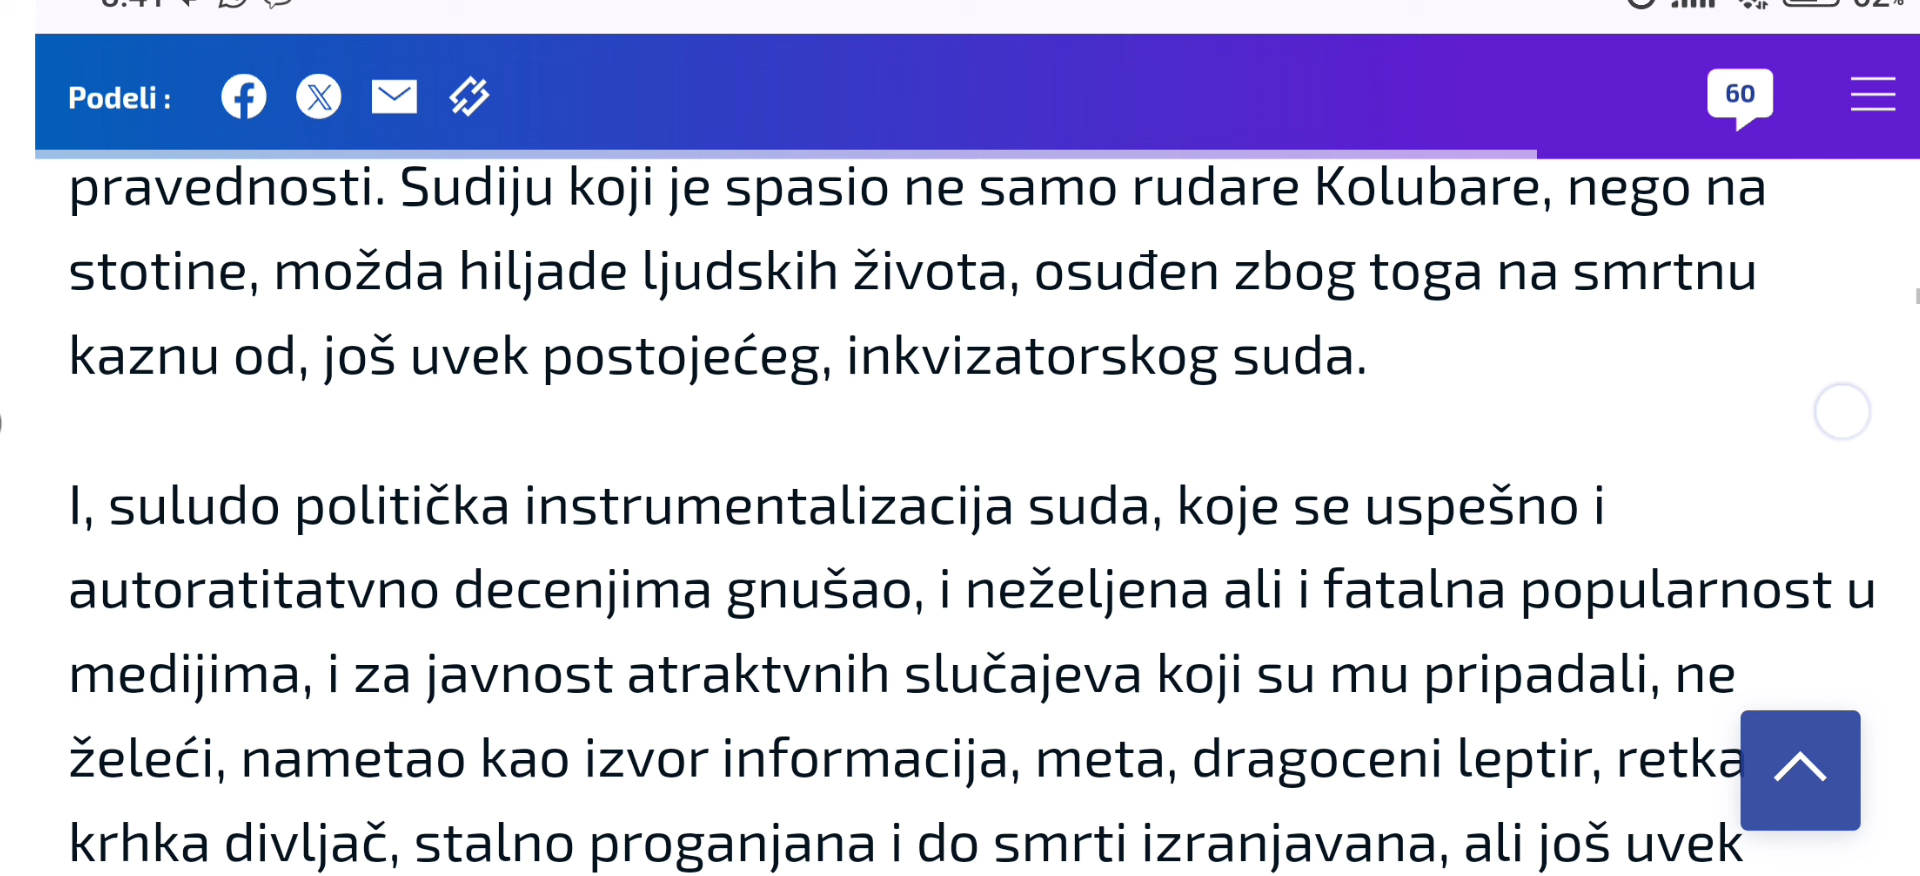 Podeli :
60
pravednosti. Sudiju koji je spasio ne samo rudare Kolubare, nego na
stotine, možda hiljade ljudskih života, osuđen zbog toga na smrtnu
kaznu od, još uvek postojećeg, inkvizatorskog suda.
I, suludo politička instrumentalizacija suda, koje se uspešno i
autoratitatvno decenjima gnušao, i neželjena ali i fatalna popularnost u
medijima, i za javnost atraktvnih slučajeva koji su mu pripadali, ne
želeći, nametao kao izvor informacija, meta, dragoceni leptir, retka
krhka divljač, stalno proganjana i do smrti izranjavana, ali još uvek